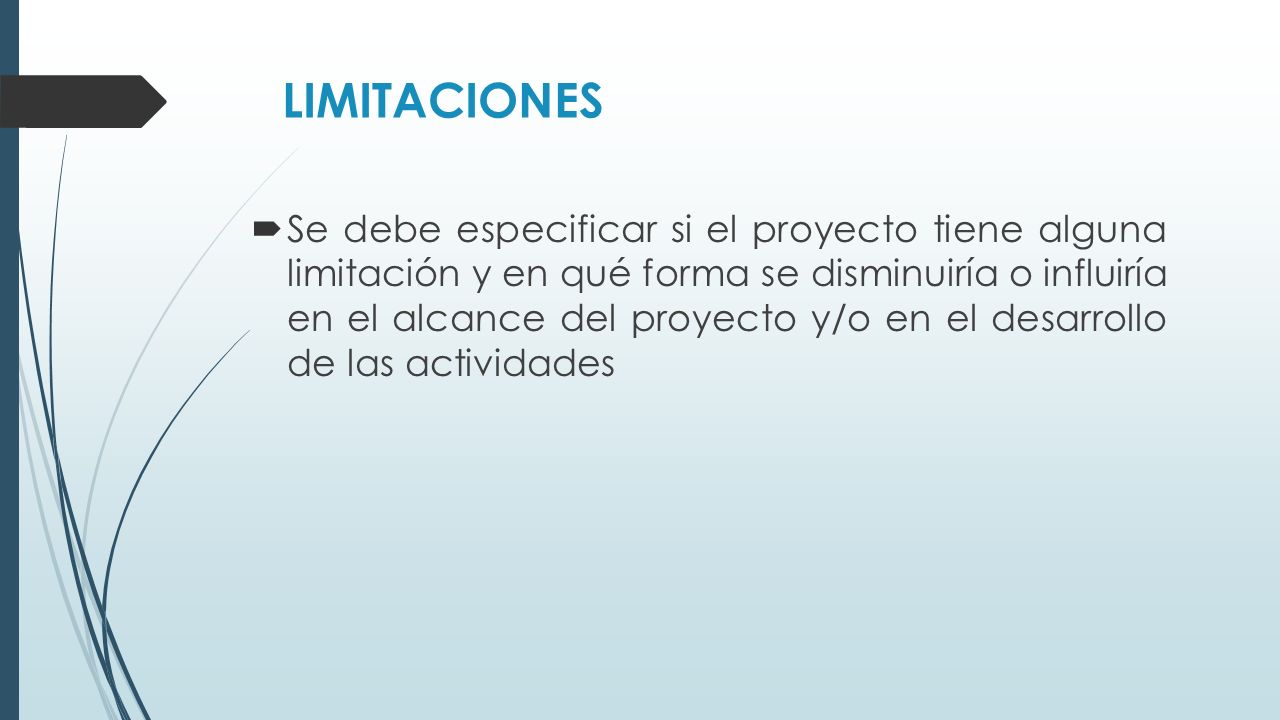 LIMITACIONES
Se debe especificar si el proyecto tiene alguna
limitación y en qué forma se disminuiría o influiría
en el alcance del proyecto y/o en el desarrollo
de las actividades